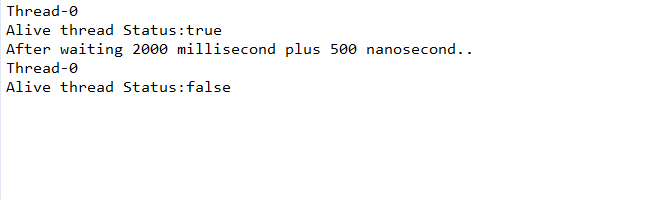 Thread-0
Alive thread Status:true
After waiting 2000 millisecond plus 500 nanosecond..
Thread-0
Alive thread Status:false